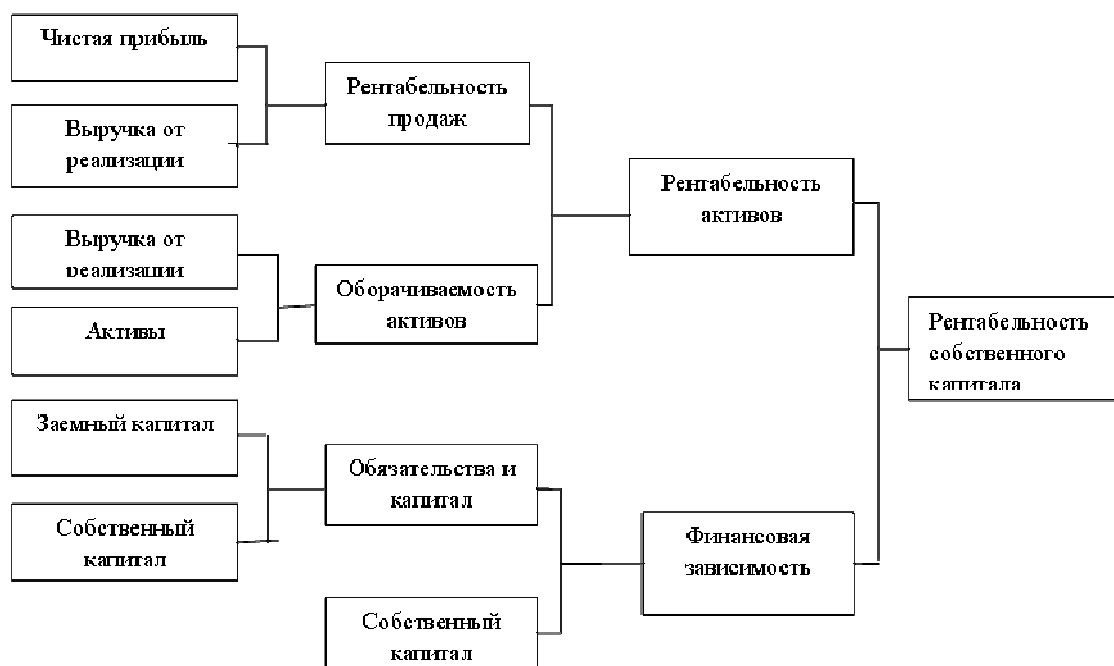 Чистая прибыль
Выручка от
реализации
Рентабельность
продаж
Выручка от
реализации
Активы
Оборачиваемость
активов
Рентабельность
активов
Заемный капитал
Собственный
капитал
Обязательства и
капитал
Собственный
капитал
Финансовая
зависимость
Рентабельность
собственного
капитала